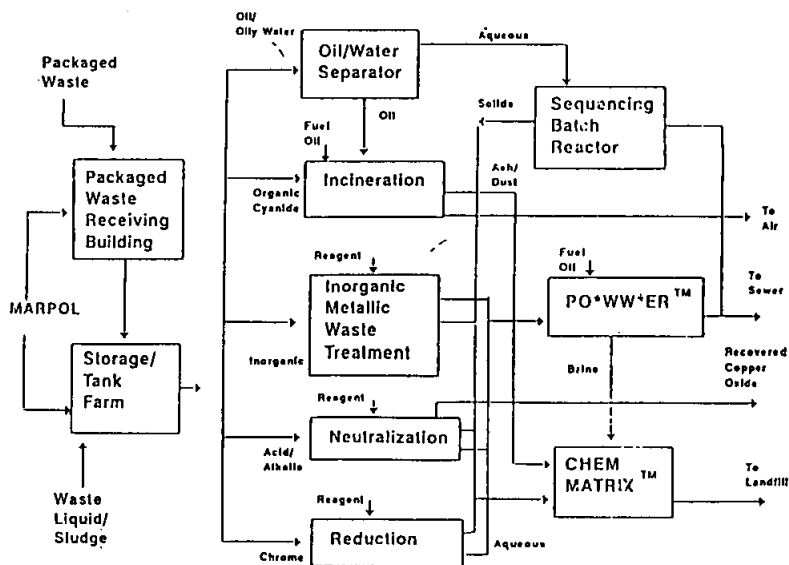 Packaged
Waste
Packaged
Waste
Receiving
Building
MARPOL
Storage/
Tank
Farm
Waste
Liquid/
Sludge
Oil/
Oily Water
Oil/Water
Separator
Aqueous
Oil
Solids
Sequencing
Batch
Reactor
Fuel
Oil
Incineration
Organic
Cyanide
Ash/
Dust
To
Air
Reagent
Inorganic
Metallic
Waste
Treatment
Inorganic
Fuel
Oil
PO*WW*ER™
To
Sewer
Brine
Recovered
Copper
Oxide
Reagent
Neutralization
Acid/
Alkalie
CHEM
MATRIX™
To
Landfill
Reagent
Reduction
Chrome
Aqueous